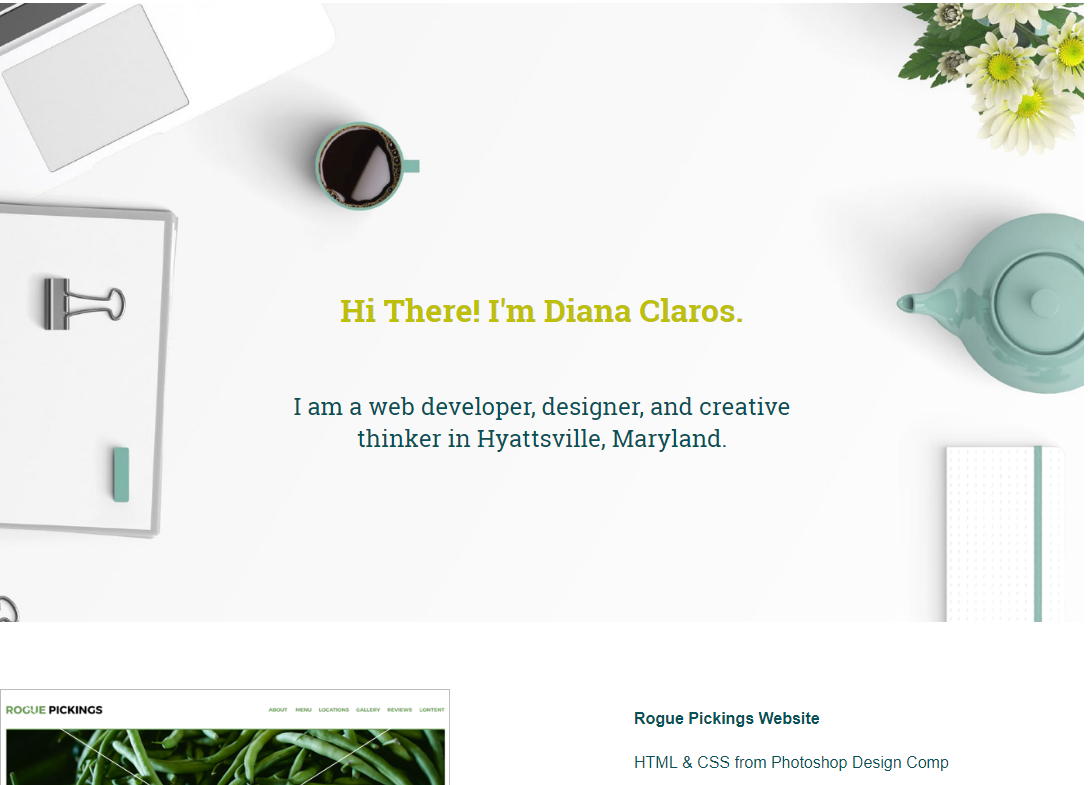 Hi There! I'm Diana Claros.
I am a web developer, designer, and creative
thinker in Hyattsville, Maryland.
ROGUE PICKINGS
ABOUT MENU LOCATIONS GALLERY REVIEWS CONTENT
Rogue Pickings Website
HTML & CSS from Photoshop Design Comp